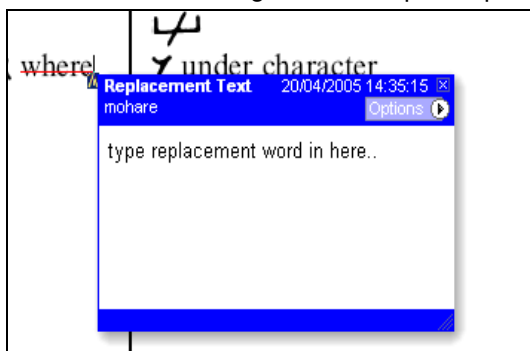 where
under character
Replacement Text 20/04/2005 14:35:15
mohare Options
type replacement word in here..